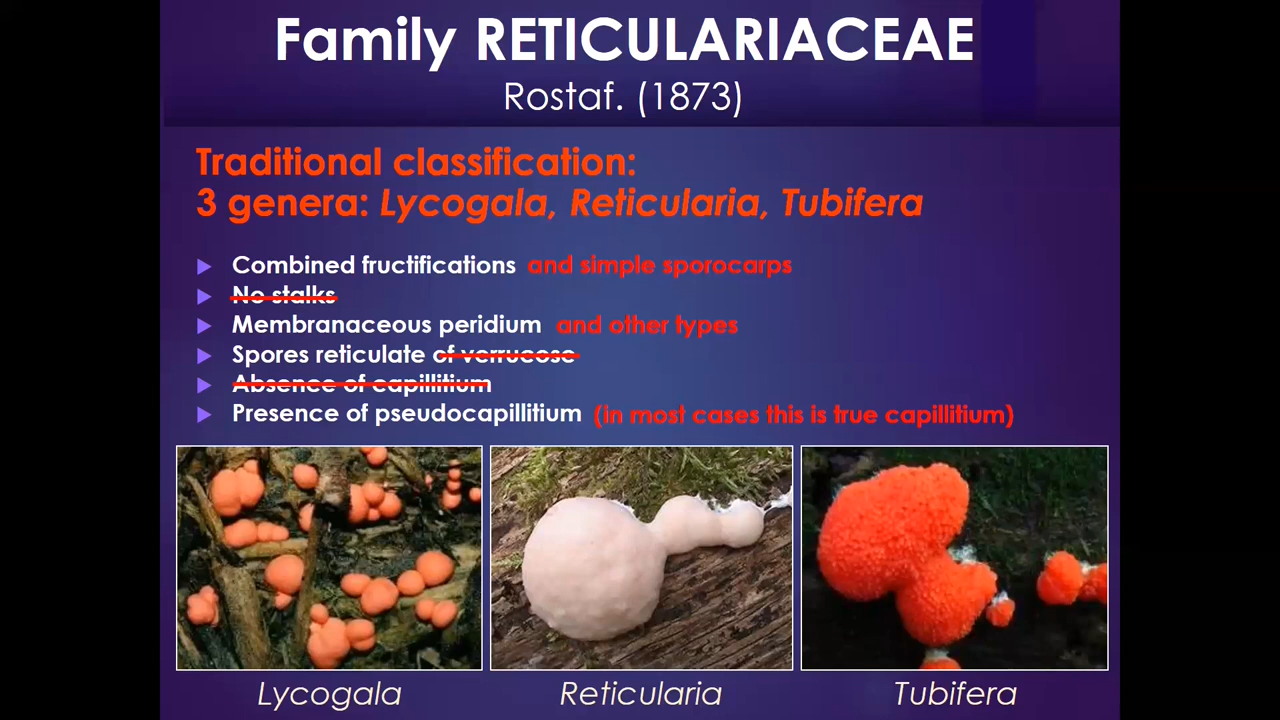 Family RETICULARIACEAE
Rostaf. (1873)
Traditional classification:
3 genera: Lycogala, Reticularia, Tubifera
Combined fructifications and simple sporocarps
No stalks
Membranaceous peridium and other types
Spores reticulate of verrucose
Absence of capillitium
Presence of pseudocapillitium (in most cases this is true capillitium)
Lycogala
Reticularia
Tubifera